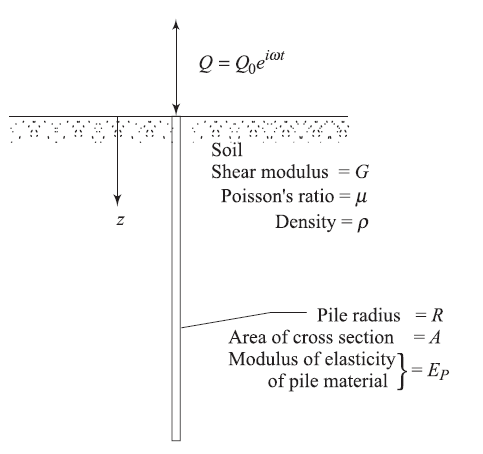 Q = Q₀e^{iωt}
Soil
Shear modulus = G
Poisson's ratio = μ
Density = ρ
z
Pile radius = R
Area of cross section = A
Modulus of elasticity
of pile material } = E_P